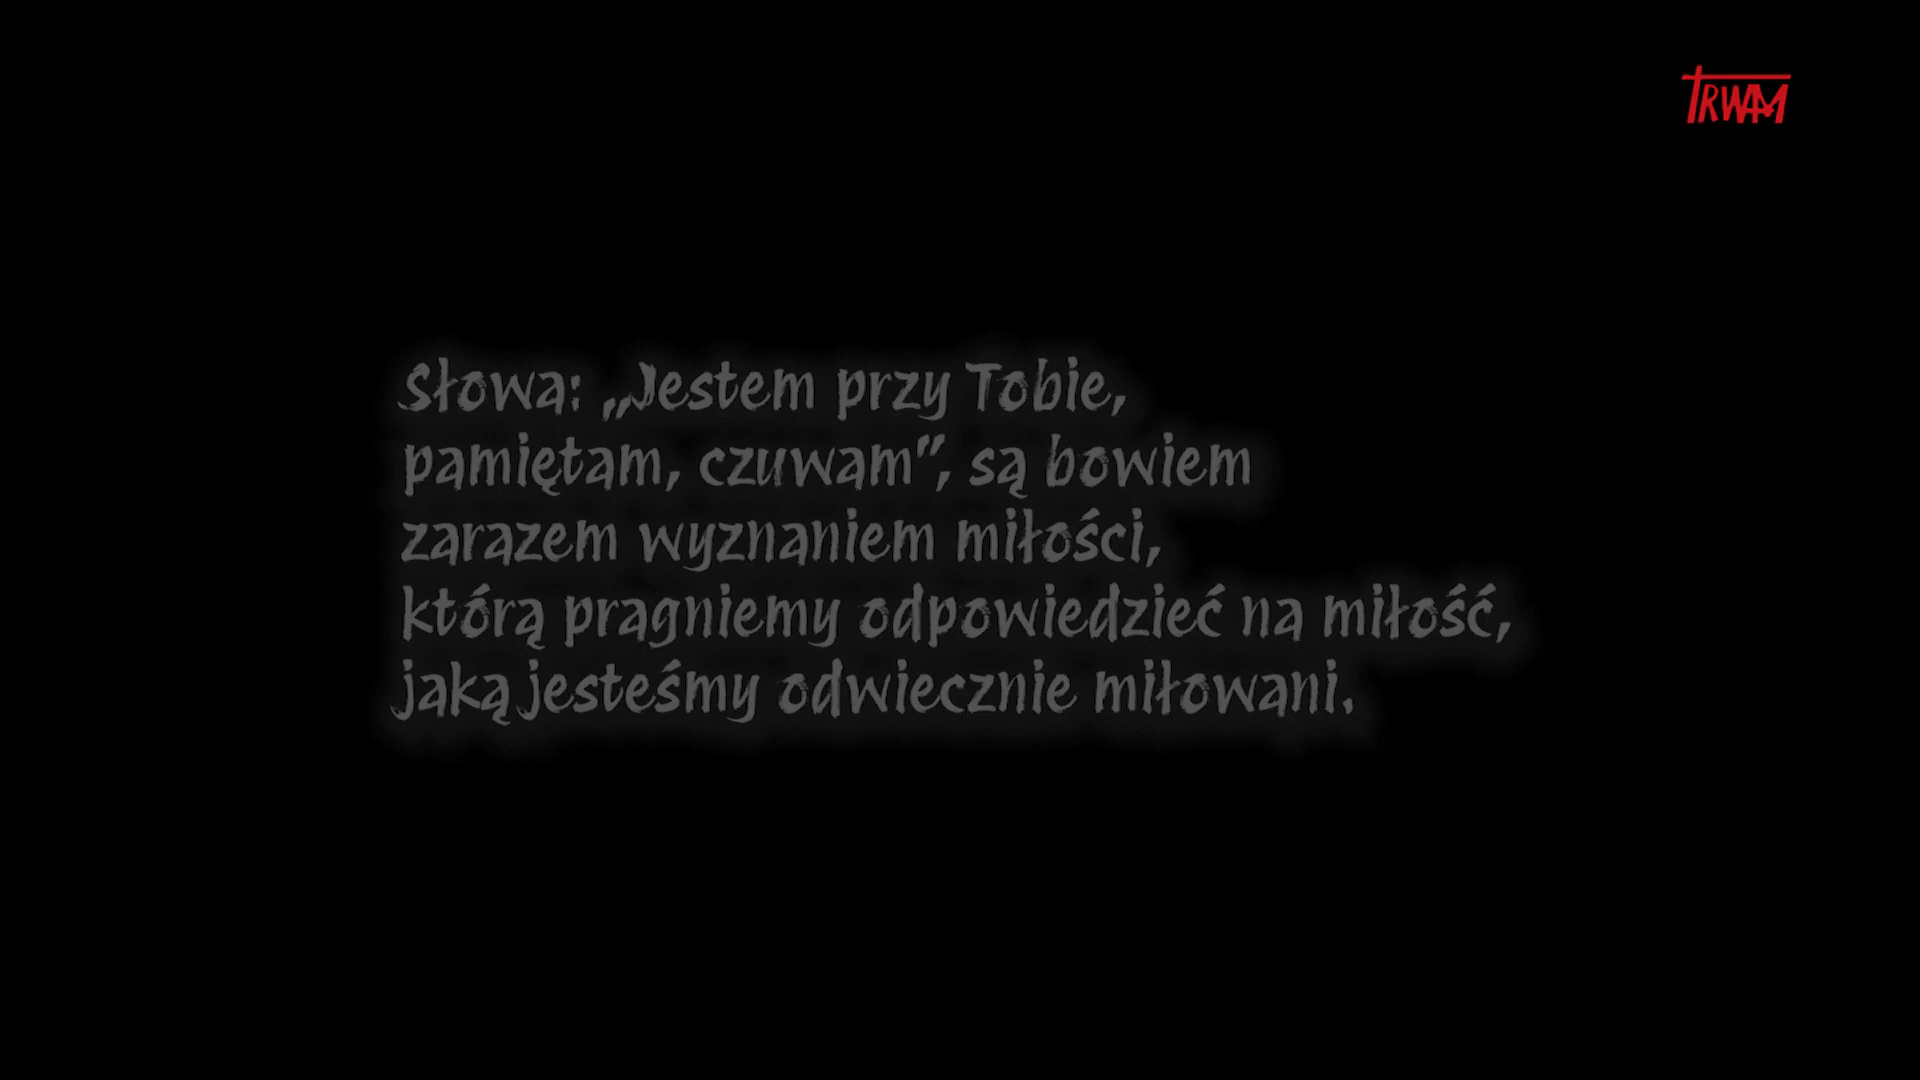 TRWAM
Słowa: „Jestem przy Tobie,
pamiętam, czuwam”, są bowiem
zarazem wyznaniem miłości,
którą pragniemy odpowiedzieć na miłość,
jaką jesteśmy odwiecznie miłowani.